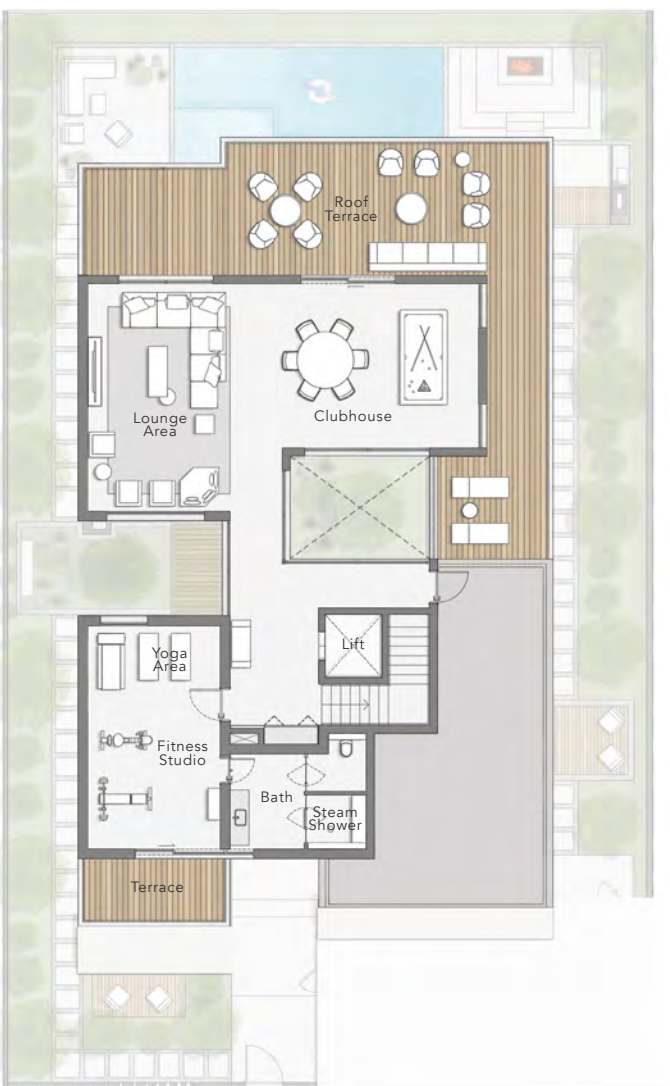 Roof
Terrace
Lounge
Area
Clubhouse
Lift
Yoga
Area
Fitness
Studio
Bath
Steam
Shower
Terrace